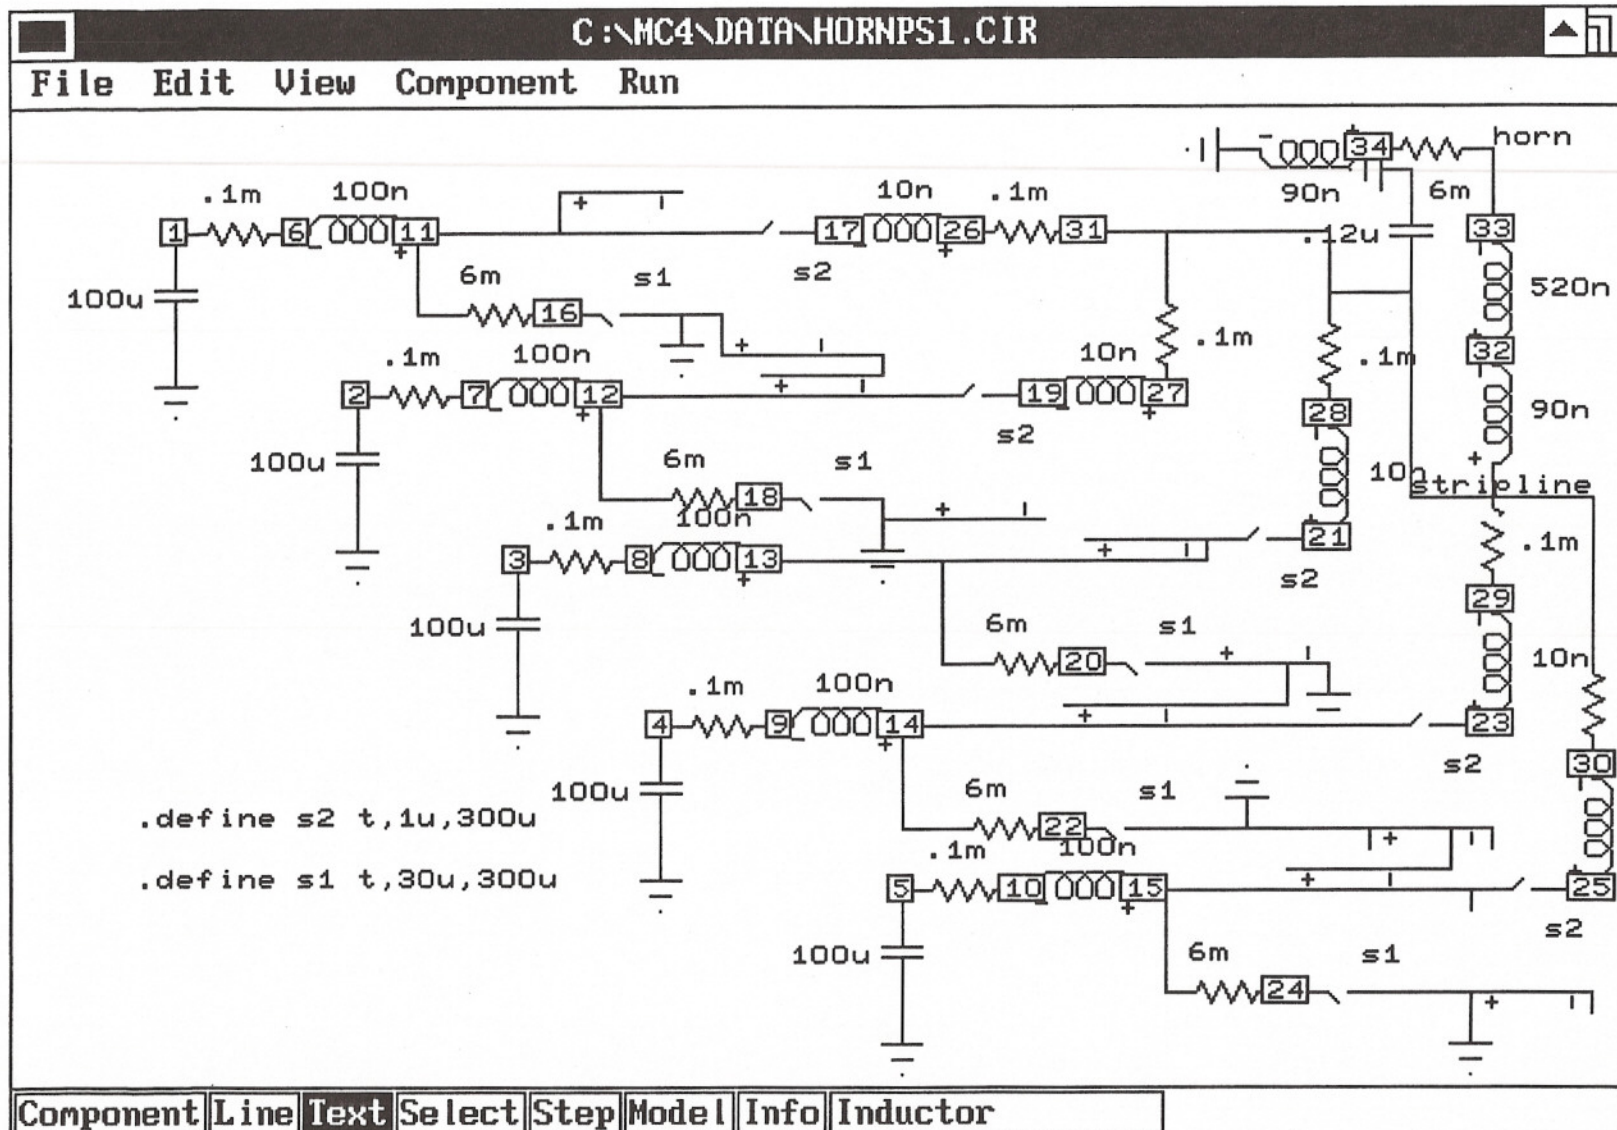 C:\MC4\DATA\HORNPS1.CIR
File Edit View Component Run
horn
34
90n 6m
.1m 100n 10n .1m
1 6 11 17 26 31 .12u 33
6m s1 s2
100u 16 520n
.1m 100n 10n .1m .1m 32
2 7 12 19 27 28 90n
s2
100u 6m s1
18 stripline
.1m 100n
3 8 13 21 .1m
s2
29
100u 6m s1
20 10n
.1m 100n
4 9 14 23
s2 30
100u 6m s1
.define s2 t,1u,300u
22
.1m 100n
.define s1 t,30u,300u
5 10 15 25
s2
100u 6m s1
24
Component Line Text Select Step Model Info Inductor